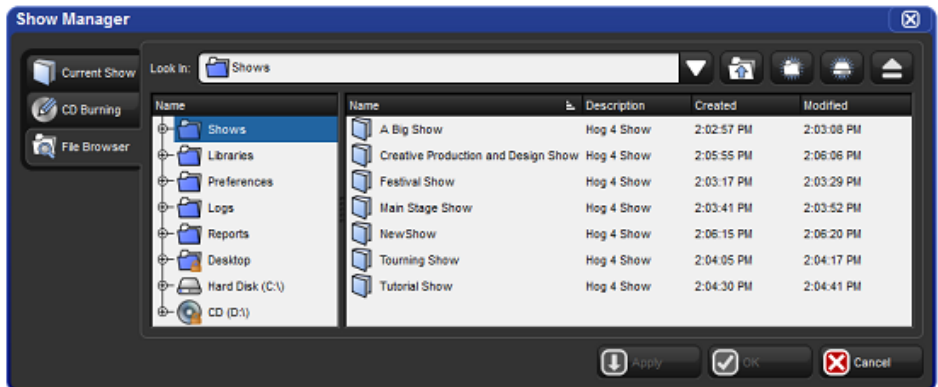 Show Manager
Current Show
CD Burning
File Browser
Look In: Shows
Name
Shows
Libraries
Preferences
Logs
Reports
Desktop
Hard Disk (C:\)
CD (D:\)
Name Description Created Modified
A Big Show Hog 4 Show 2:02:57 PM 2:03:08 PM
Creative Production and Design Show Hog 4 Show 2:05:55 PM 2:06:06 PM
Festival Show Hog 4 Show 2:03:17 PM 2:03:29 PM
Main Stage Show Hog 4 Show 2:03:41 PM 2:03:52 PM
NewShow Hog 4 Show 2:06:15 PM 2:06:20 PM
Tourning Show Hog 4 Show 2:04:05 PM 2:04:17 PM
Tutorial Show Hog 4 Show 2:04:30 PM 2:04:41 PM
Apply OK Cancel